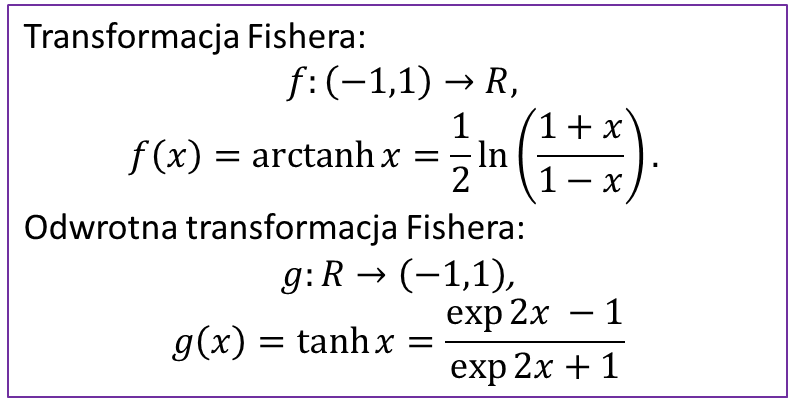 Transformacja Fishera:
f: (−1,1) → R,
f(x) = arctanh x = 1/2 ln((1 + x)/(1 − x)).
Odwrotna transformacja Fishera:
g: R → (−1,1),
g(x) = tanh x = (exp 2x − 1)/(exp 2x + 1)